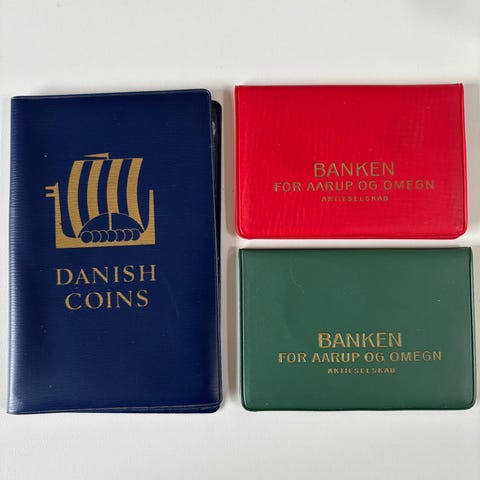 DANISH
COINS
BANKEN
FOR AARUP OG OMEGN
AKTIESELSKAB
BANKEN
FOR AARUP OG OMEGN
AKTIESELSKAB